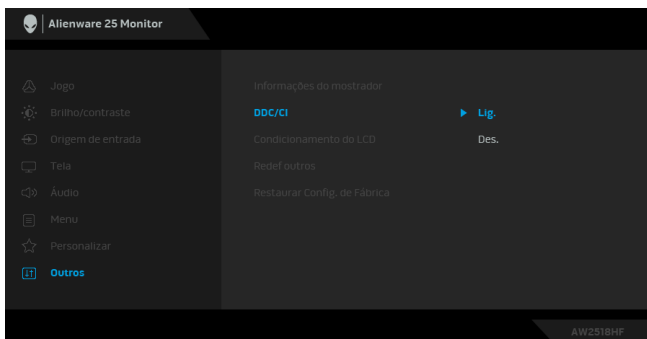 Alienware 25 Monitor
Jogo
Informações do mostrador
Brilho/contraste
DDC/CI
Lig.
Origem de entrada
Condicionamento do LCD
Des.
Tela
Redef outros
Áudio
Restaurar Config. de Fábrica
Menu
Personalizar
Outros
AW2518HF